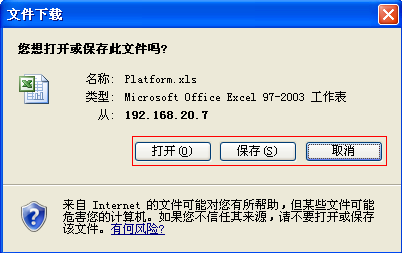 文件下载
您想打开或保存此文件吗?
名称: Platform.xls
类型: Microsoft Office Excel 97-2003 工作表
从: 192.168.20.7
打开(O) 保存(S) 取消
来自 Internet 的文件可能对您有所帮助,但某些文件可能
危害您的计算机。如果您不信任其来源,请不要打开或保存
该文件。有何风险?